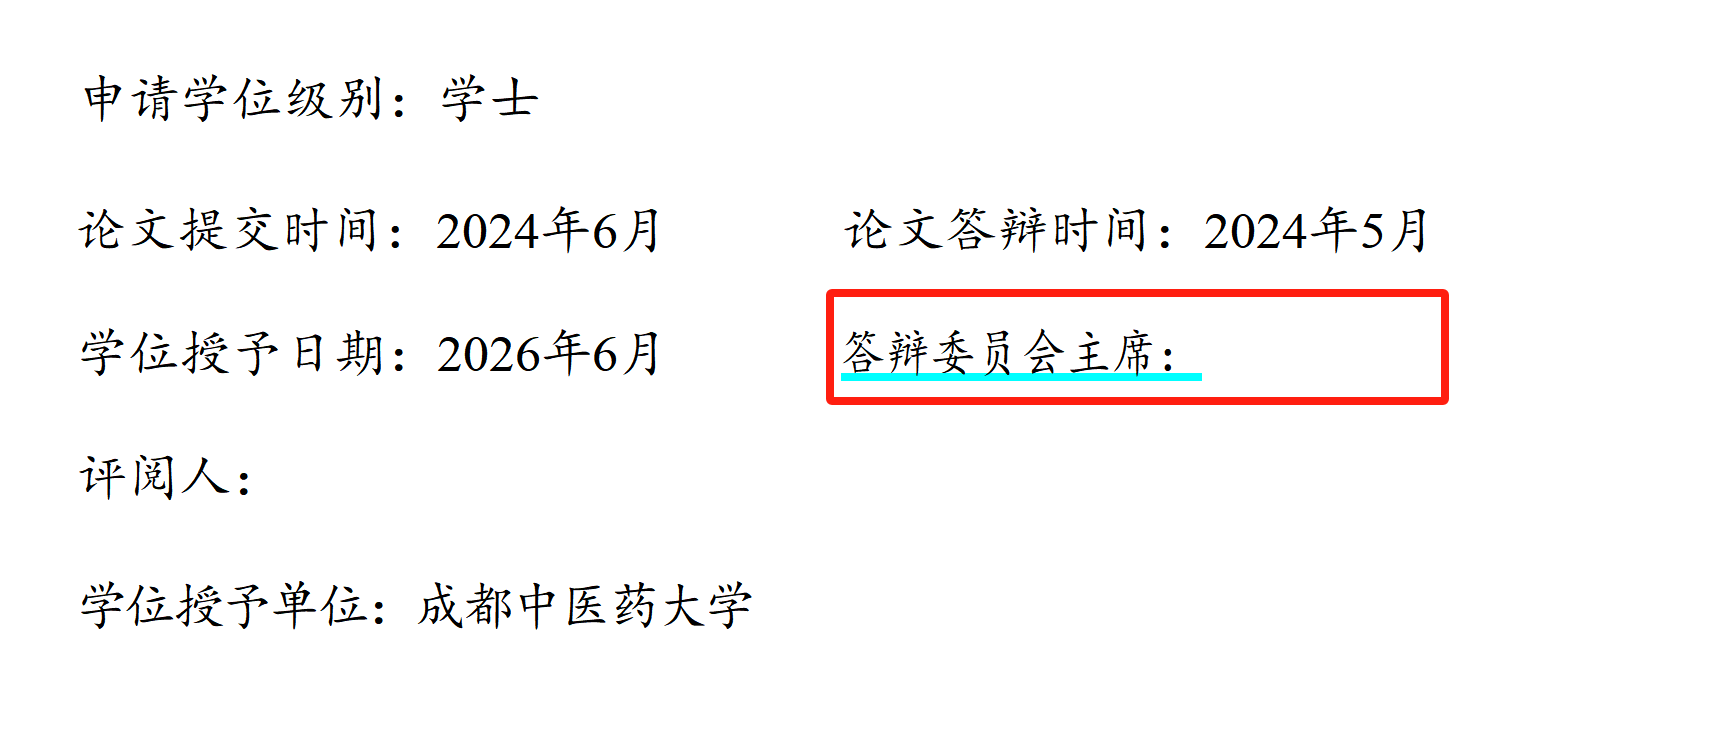 申请学位级别：学士
论文提交时间：2024年6月 论文答辩时间：2024年5月
学位授予日期：2026年6月 答辩委员会主席：
评阅人：
学位授予单位：成都中医药大学